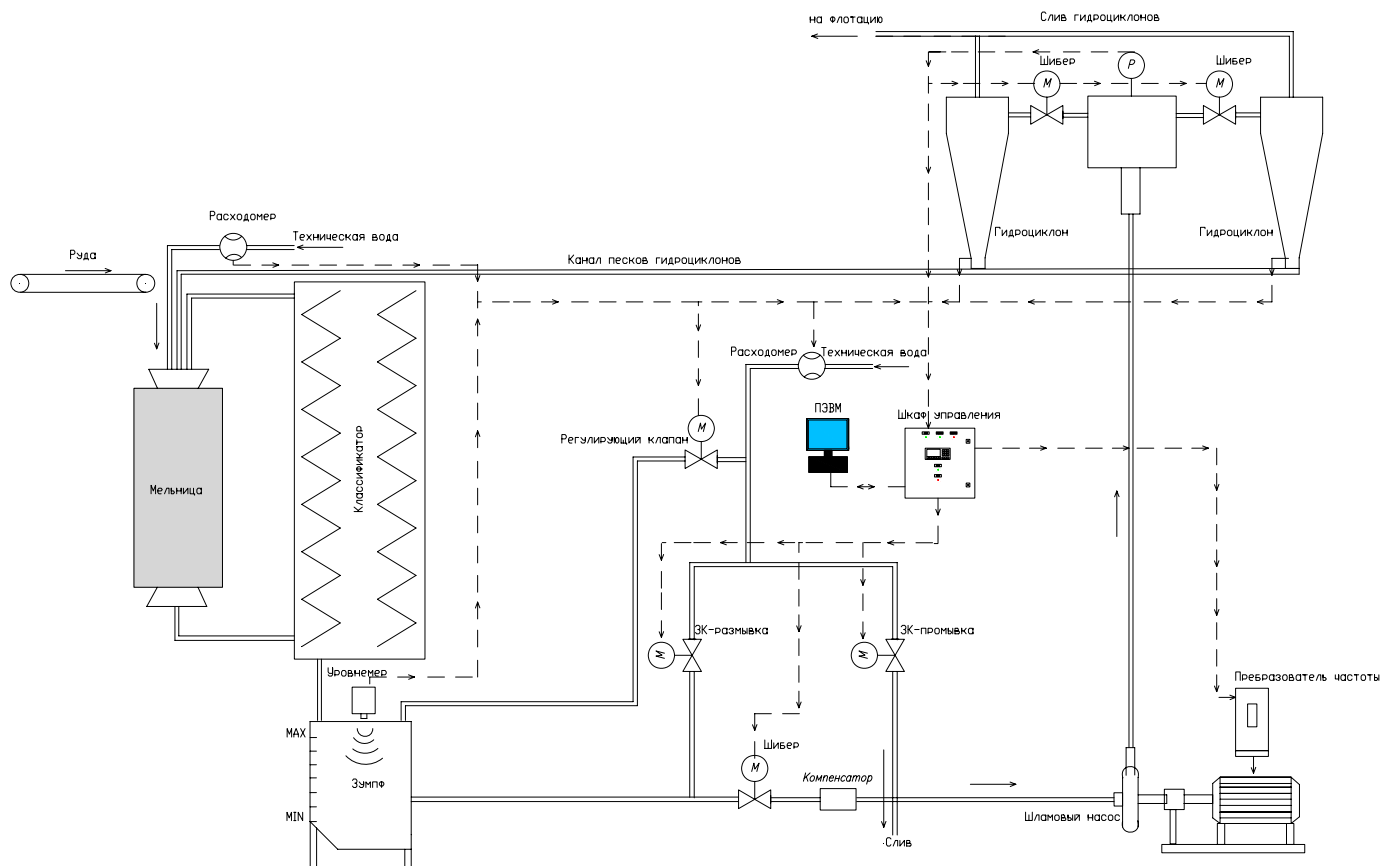 на флотацию
Слив гидроциклонов
Шибер
P
Шибер
M
M
Расходомер
Техническая вода
Гидроциклон
Гидроциклон
Руда
Канал песков гидроциклонов
Расходомер
Техническая вода
ПЭВМ
Шкаф управления
M
Регулирующий клапан
Классификатор
Мельница
ЗК-размывка
ЗК-промывка
M
M
Уровнемер
Пребразователь частоты
MAX
Шибер
M
Зумпф
Компенсатор
MIN
Шламовый насос
Слив